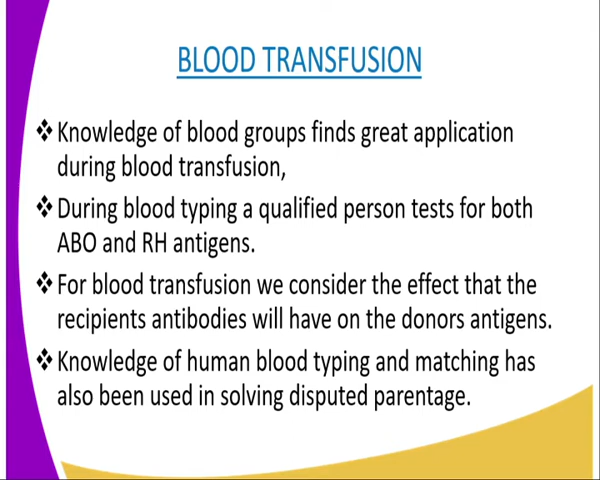 BLOOD TRANSFUSION
❖Knowledge of blood groups finds great application
during blood transfusion,
❖During blood typing a qualified person tests for both
ABO and RH antigens.
❖For blood transfusion we consider the effect that the
recipients antibodies will have on the donors antigens.
❖Knowledge of human blood typing and matching has
also been used in solving disputed parentage.